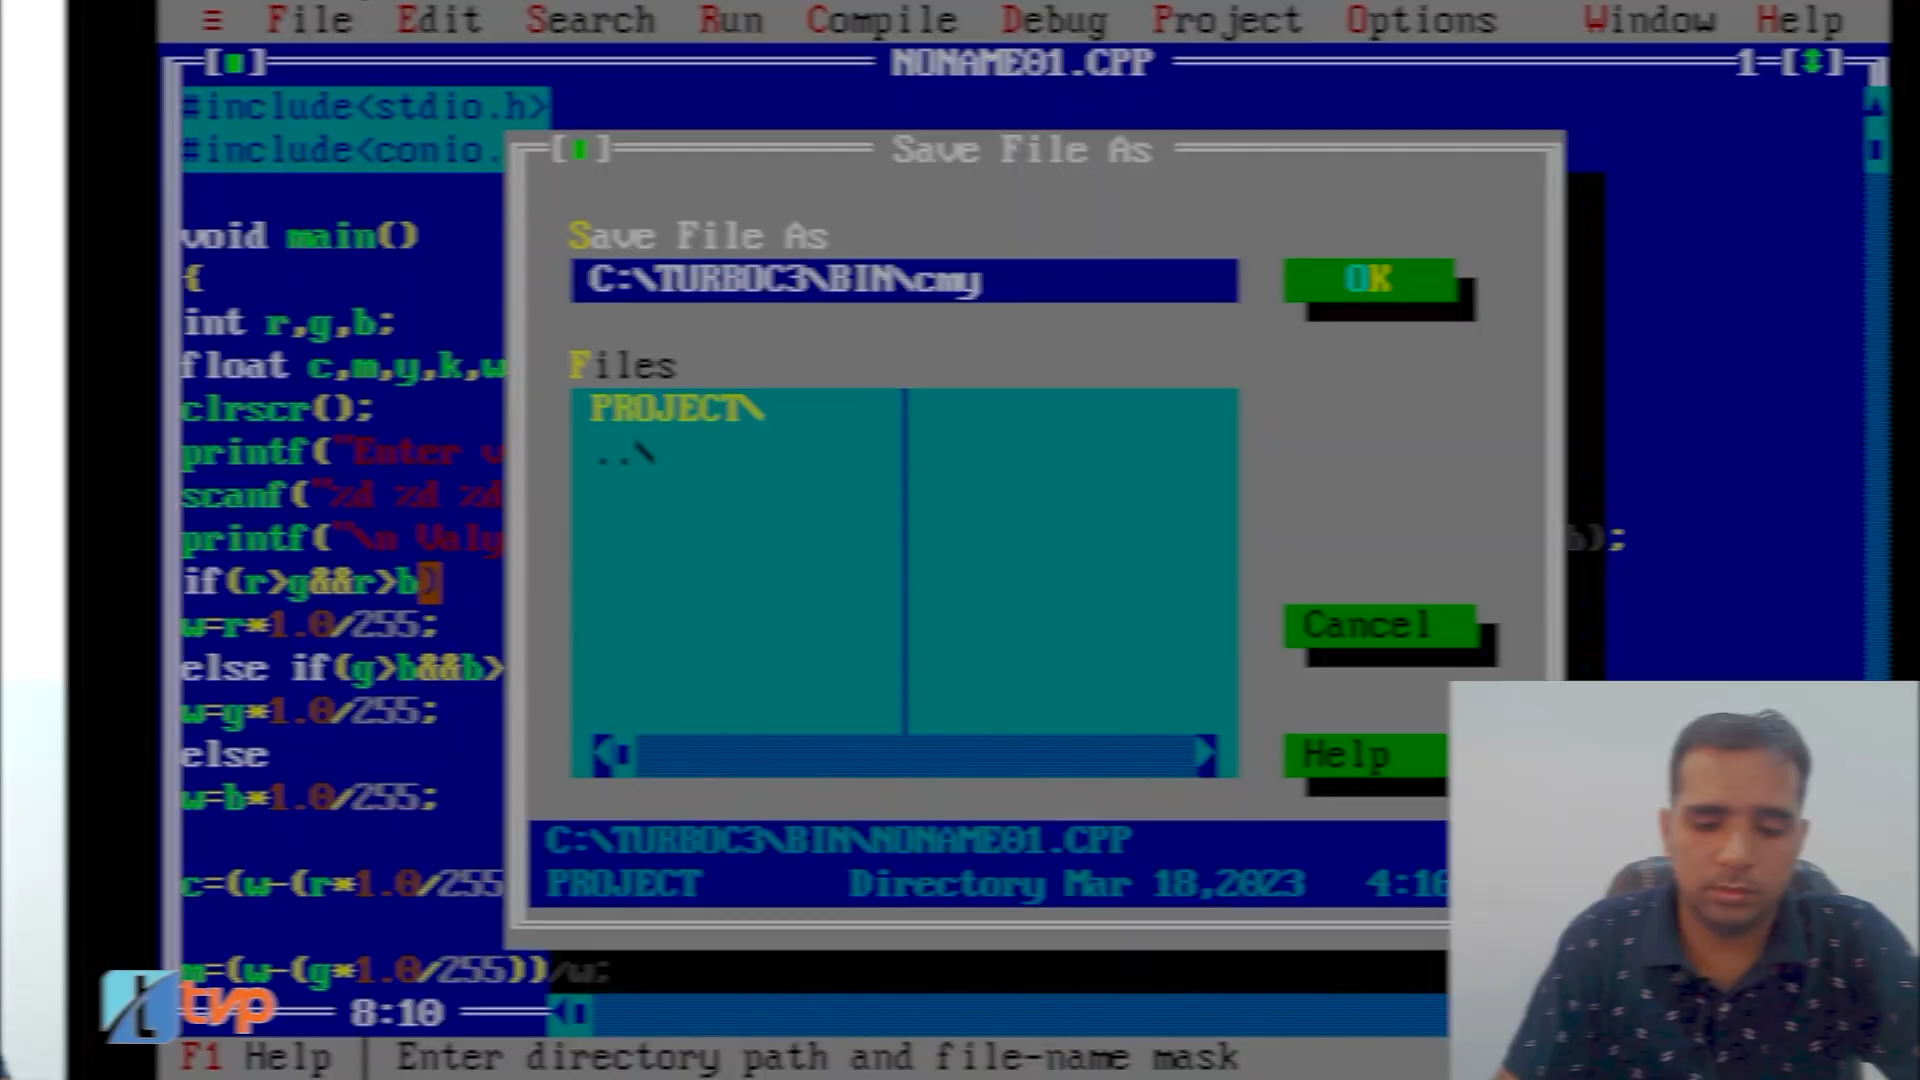 ≡ File Edit Search Run Compile Debug Project Options Window Help
[■] NONAME01.CPP 1-[↕]
#include<stdio.h>
#include<conio.
[■] Save File As
void main()
Save File As
{
C:\TURBOC3\BIN\cmy OK
int r,g,b;
float c,m,y,k,w
Files
clrscr();
PROJECT\
printf("Enter v
..\
scanf("%d %d %d
printf("\n Valy
b);
if(r>g&&r>b)
w=r*1.0/255;
Cancel
else if(g>b&&b>
w=g*1.0/255;
else
Help
w=b*1.0/255;
C:\TURBOC3\BIN\NONAME01.CPP
c=(w-(r*1.0/255
PROJECT Directory Mar 18,2023 4:16
m=(w-(g*1.0/255))/w;
tvp
8:10
F1 Help | Enter directory path and file-name mask